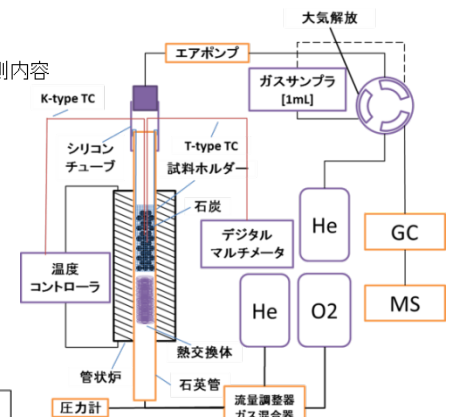 大気解放
エアポンプ
則内容
ガスサンプラ
[1mL]
K-type TC
T-type TC
シリコン
チューブ
試料ホルダー
石炭
He
デジタル
マルチメータ
GC
温度
コントローラ
He
O2
MS
熱交換体
管状炉
石英管
圧力計
流量調整器
ガス混合器